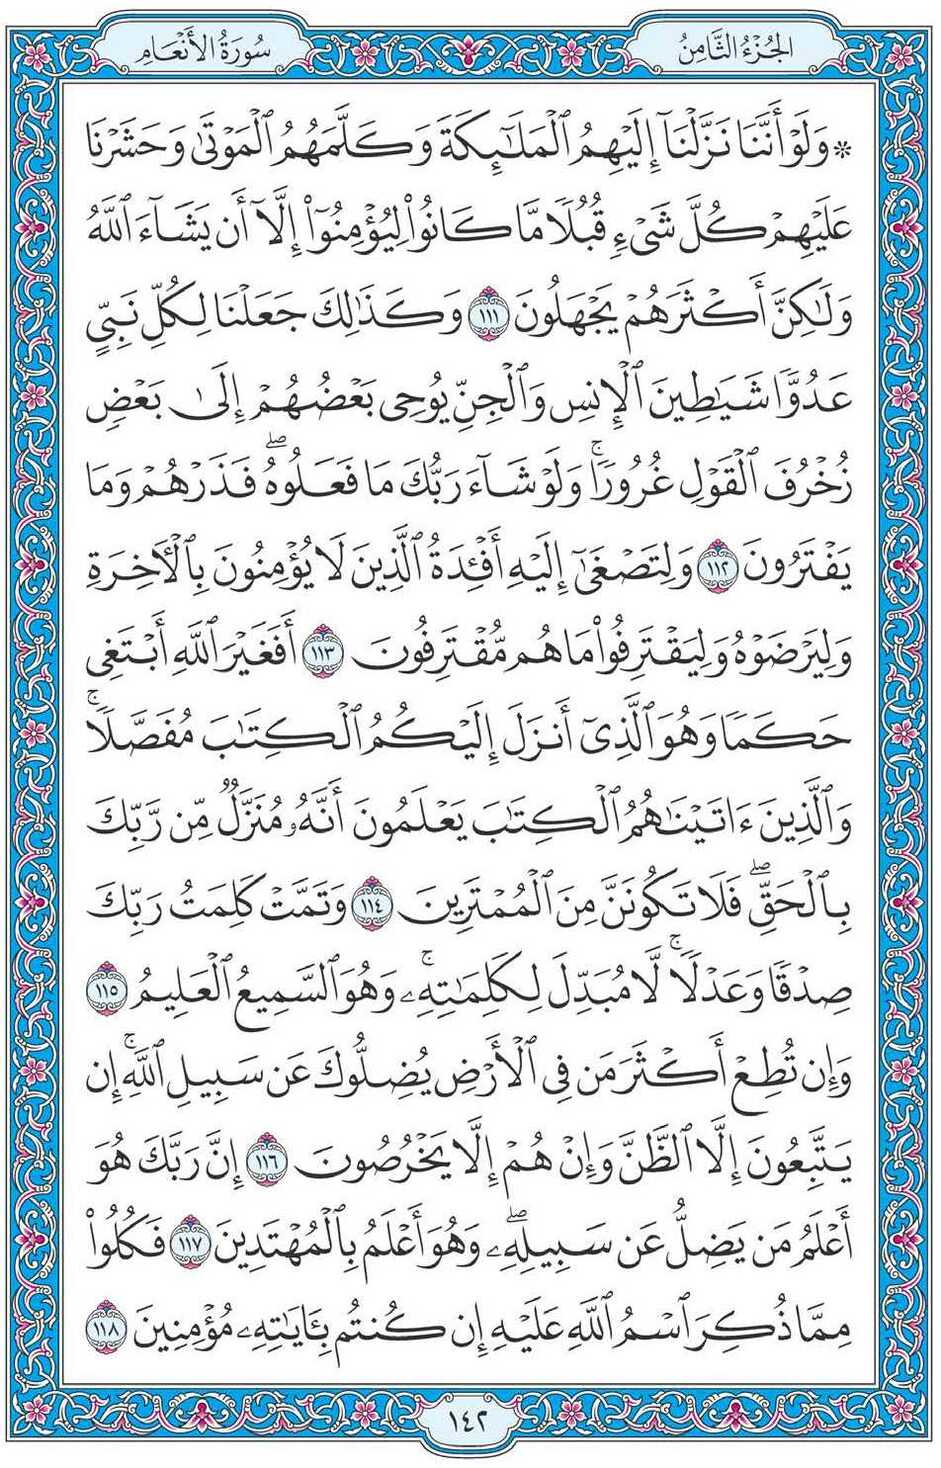 الجُزْءُ الثَّامِنُ
سُورَةُ الأَنْعَامِ
۞ وَلَوْ أَنَّنَا نَزَّلْنَآ إِلَيْهِمُ ٱلْمَلَٰٓئِكَةَ وَكَلَّمَهُمُ ٱلْمَوْتَىٰ وَحَشَرْنَا
عَلَيْهِمْ كُلَّ شَىْءٍ قُبُلًا مَّا كَانُوا۟ لِيُؤْمِنُوٓا۟ إِلَّآ أَن يَشَآءَ ٱللَّهُ
وَلَٰكِنَّ أَكْثَرَهُمْ يَجْهَلُونَ ١١١ وَكَذَٰلِكَ جَعَلْنَا لِكُلِّ نَبِىٍّ
عَدُوًّا شَيَٰطِينَ ٱلْإِنسِ وَٱلْجِنِّ يُوحِى بَعْضُهُمْ إِلَىٰ بَعْضٍ
زُخْرُفَ ٱلْقَوْلِ غُرُورًا ۚ وَلَوْ شَآءَ رَبُّكَ مَا فَعَلُوهُ ۖ فَذَرْهُمْ وَمَا
يَفْتَرُونَ ١١٢ وَلِتَصْغَىٰٓ إِلَيْهِ أَفْـِٔدَةُ ٱلَّذِينَ لَا يُؤْمِنُونَ بِٱلْـَٔاخِرَةِ
وَلِيَرْضَوْهُ وَلِيَقْتَرِفُوا۟ مَا هُم مُّقْتَرِفُونَ ١١٣ أَفَغَيْرَ ٱللَّهِ أَبْتَغِى
حَكَمًا وَهُوَ ٱلَّذِىٓ أَنزَلَ إِلَيْكُمُ ٱلْكِتَٰبَ مُفَصَّلًا ۚ
وَٱلَّذِينَ ءَاتَيْنَٰهُمُ ٱلْكِتَٰبَ يَعْلَمُونَ أَنَّهُۥ مُنَزَّلٌ مِّن رَّبِّكَ
بِٱلْحَقِّ ۖ فَلَا تَكُونَنَّ مِنَ ٱلْمُمْتَرِينَ ١١٤ وَتَمَّتْ كَلِمَتُ رَبِّكَ
صِدْقًا وَعَدْلًا ۚ لَّا مُبَدِّلَ لِكَلِمَٰتِهِۦ ۚ وَهُوَ ٱلسَّمِيعُ ٱلْعَلِيمُ ١١٥
وَإِن تُطِعْ أَكْثَرَ مَن فِى ٱلْأَرْضِ يُضِلُّوكَ عَن سَبِيلِ ٱللَّهِ ۚ إِن
يَتَّبِعُونَ إِلَّا ٱلظَّنَّ وَإِنْ هُمْ إِلَّا يَخْرُصُونَ ١١٦ إِنَّ رَبَّكَ هُوَ
أَعْلَمُ مَن يَضِلُّ عَن سَبِيلِهِۦ ۖ وَهُوَ أَعْلَمُ بِٱلْمُهْتَدِينَ ١١٧ فَكُلُوا۟
مِمَّا ذُكِرَ ٱسْمُ ٱللَّهِ عَلَيْهِ إِن كُنتُم بِـَٔايَٰتِهِۦ مُؤْمِنِينَ ١١٨
١٤٢